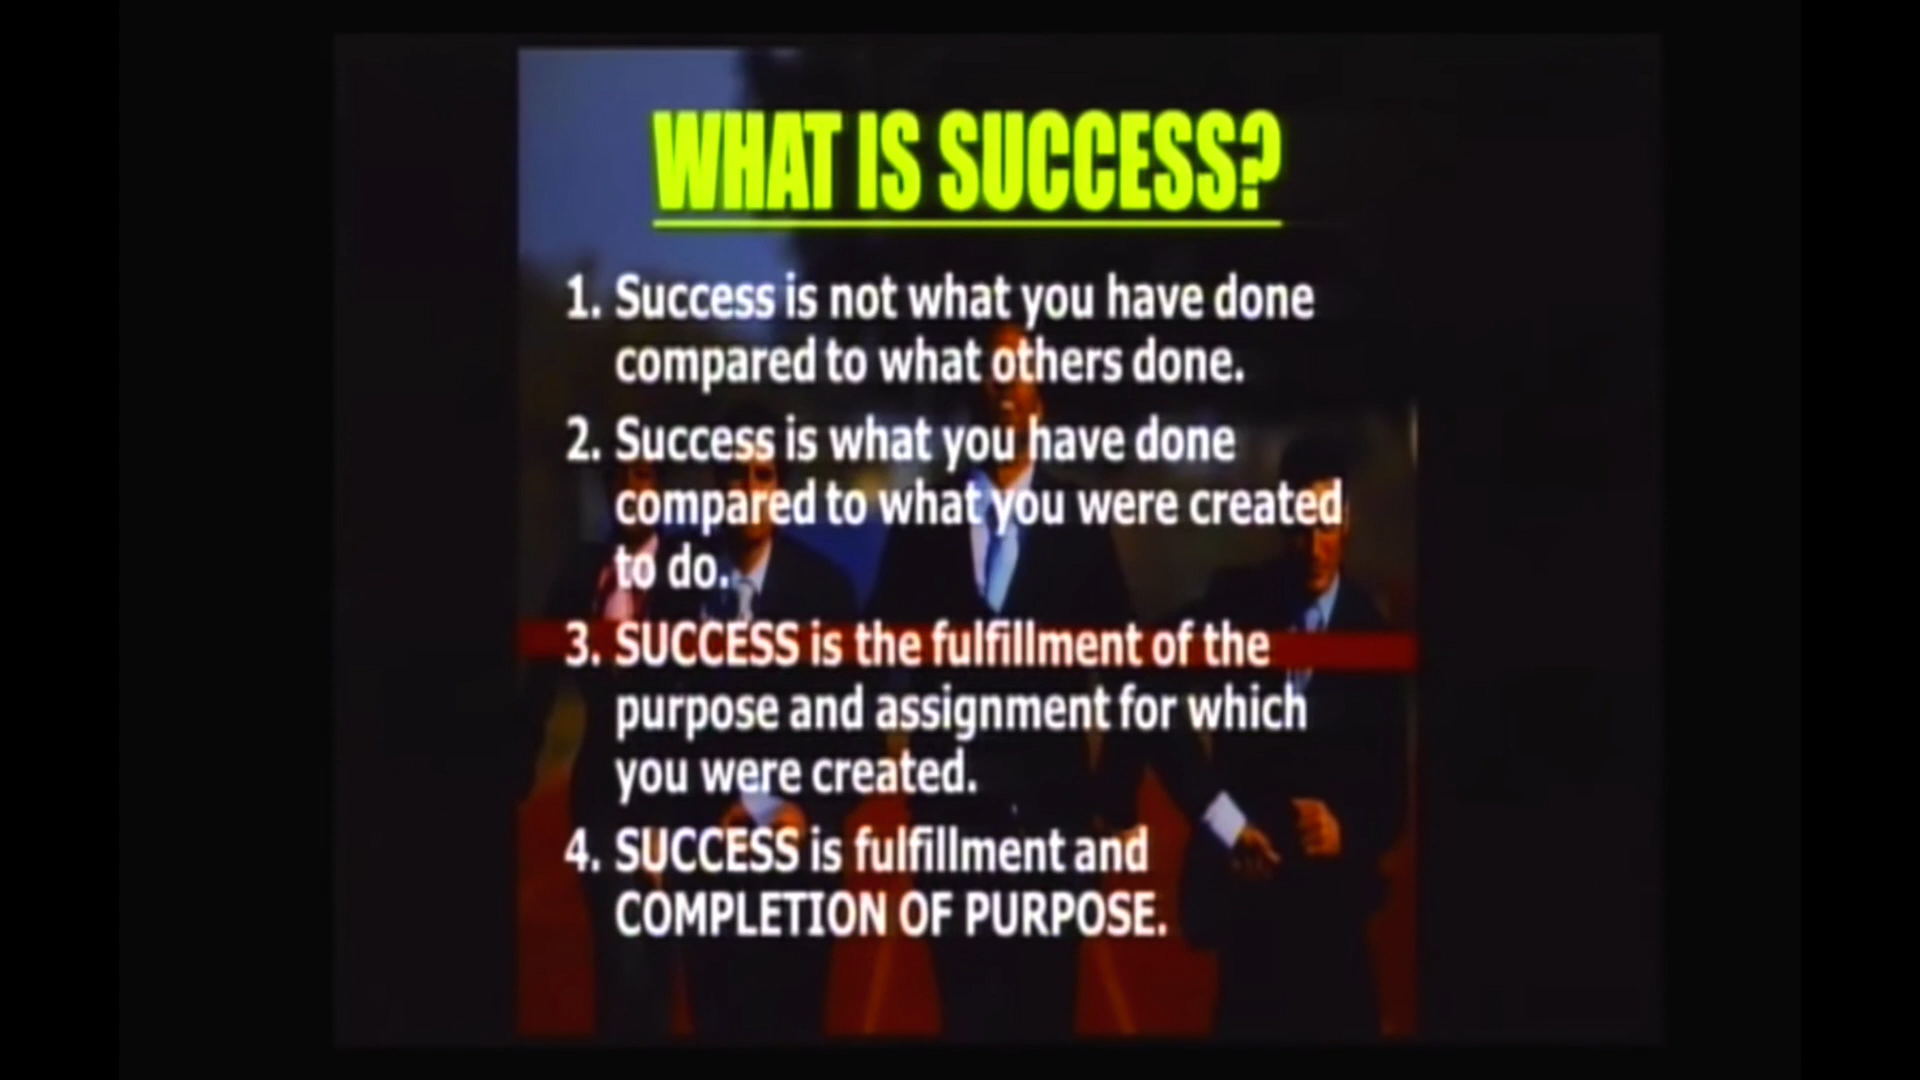 WHAT IS SUCCESS?
1. Success is not what you have done
compared to what others done.
2. Success is what you have done
compared to what you were created
to do.
3. SUCCESS is the fulfillment of the
purpose and assignment for which
you were created.
4. SUCCESS is fulfillment and
COMPLETION OF PURPOSE.